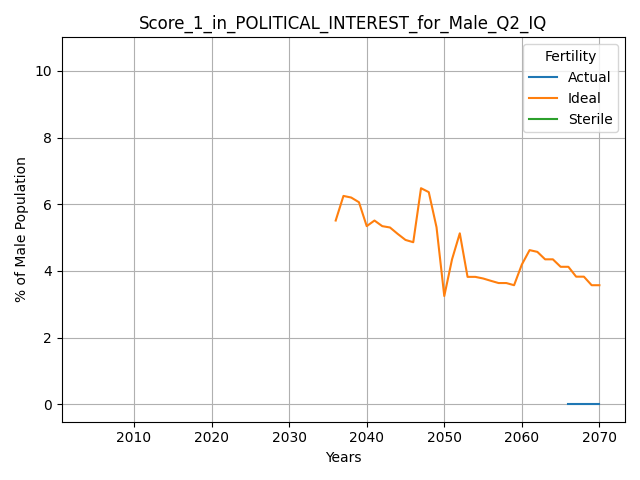 Score_1_in_POLITICAL_INTEREST_for_Male_Q2_IQ
Fertility
Actual
Ideal
Sterile
% of Male Population
10
8
6
4
2
0
2010 2020 2030 2040 2050 2060 2070
Years